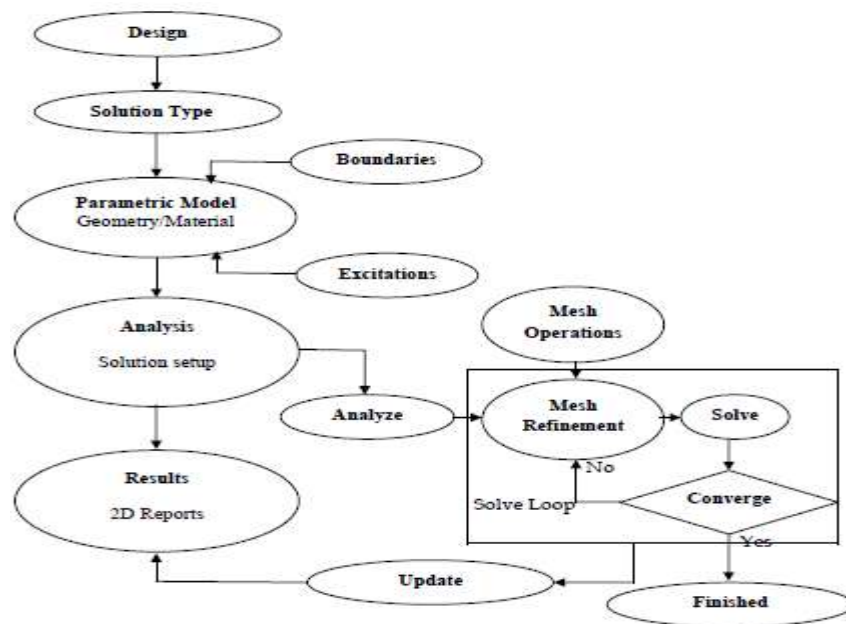 Design
Solution Type
Boundaries
Parametric Model
Geometry/Material
Excitations
Analysis
Solution setup
Mesh
Operations
Analyze
Mesh
Refinement
Solve
No
Solve Loop
Converge
Yes
Results
2D Reports
Update
Finished